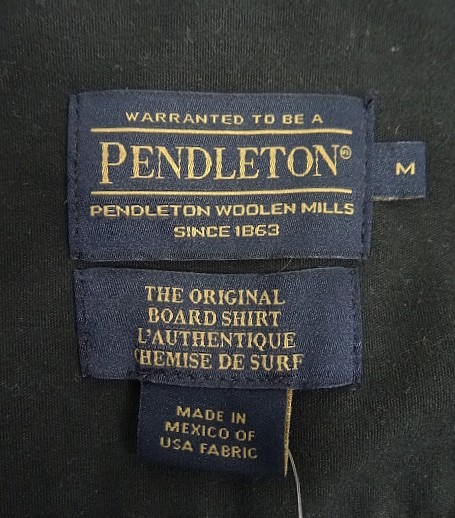 WARRANTED TO BE A
PENDLETON®
M
PENDLETON WOOLEN MILLS
SINCE 1863
THE ORIGINAL
BOARD SHIRT
L'AUTHENTIQUE
CHEMISE DE SURF
MADE IN
MEXICO OF
USA FABRIC